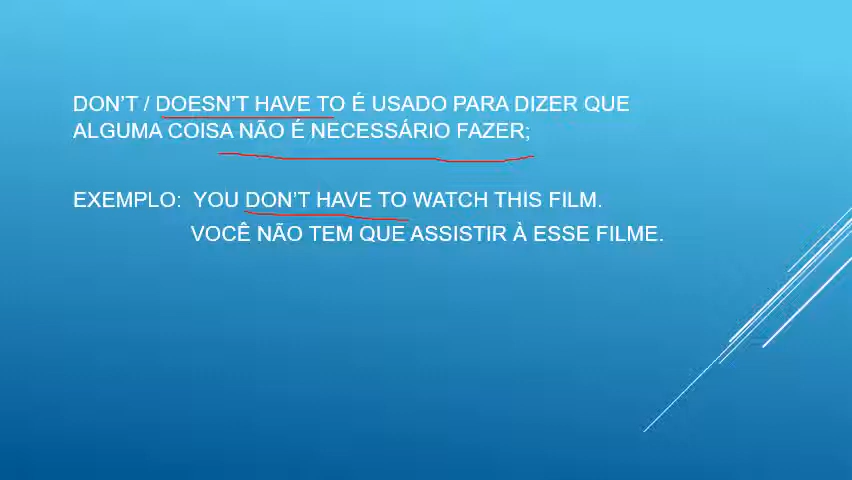 DON'T / DOESN'T HAVE TO É USADO PARA DIZER QUE
ALGUMA COISA NÃO É NECESSÁRIO FAZER;
EXEMPLO: YOU DON'T HAVE TO WATCH THIS FILM.
VOCÊ NÃO TEM QUE ASSISTIR À ESSE FILME.